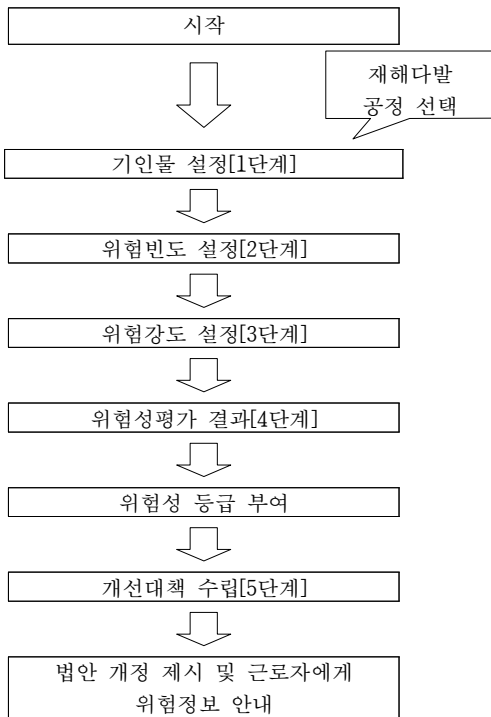 시작
재해다발
공정 선택
기인물 설정[1단계]
위험빈도 설정[2단계]
위험강도 설정[3단계]
위험성평가 결과[4단계]
위험성 등급 부여
개선대책 수립[5단계]
법안 개정 제시 및 근로자에게
위험정보 안내